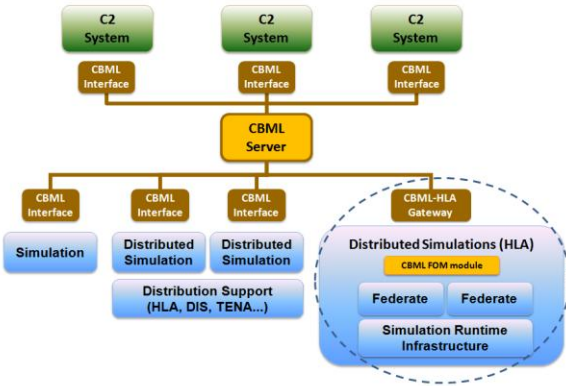 C2
System
C2
System
C2
System
CBML
Interface
CBML
Interface
CBML
Interface
CBML
Server
CBML
Interface
CBML
Interface
CBML
Interface
CBML-HLA
Gateway
Simulation
Distributed
Simulation
Distributed
Simulation
Distribution Support
(HLA, DIS, TENA...)
Distributed Simulations (HLA)
CBML FOM module
Federate
Federate
Simulation Runtime
Infrastructure